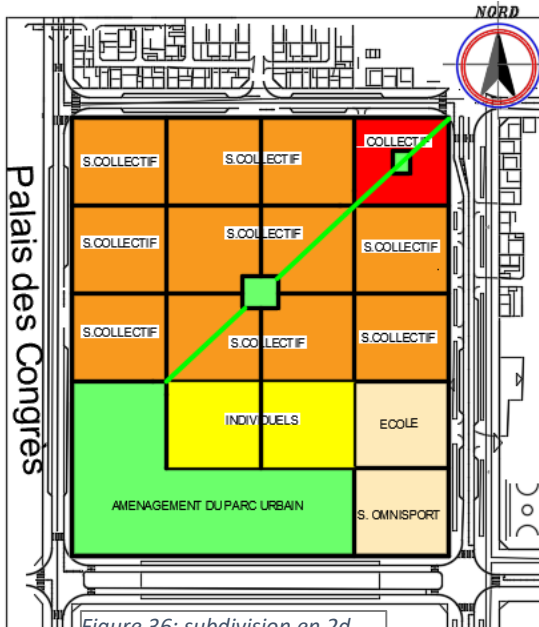 NORD
COLLECTIF
S.COLLECTIF
S.COLLECTIF
Palais des Congrés
S.COLLECTIF
S.COLLECTIF
S.COLLECTIF
S.COLLECTIF
S.COLLECTIF
S.COLLECTIF
INDIVIDUELS
ECOLE
AMENAGEMENT DU PARC URBAIN
S. OMNISPORT
Figure 36: subdivision en 2d